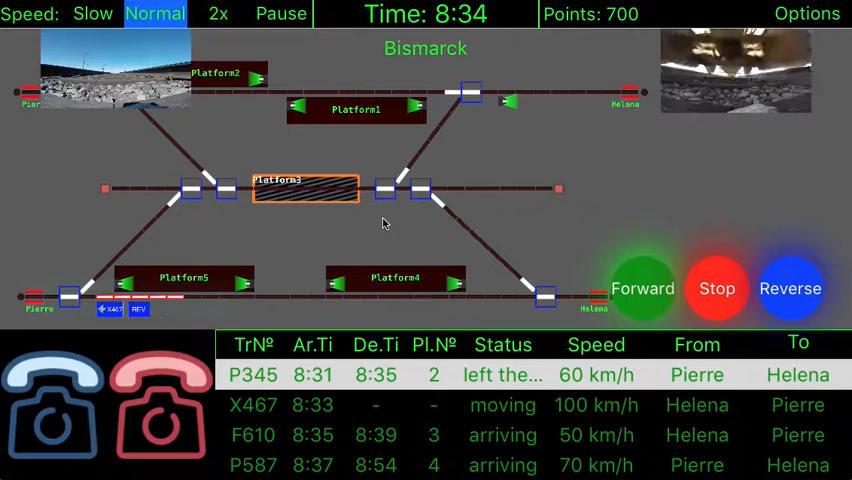 Speed: Slow Normal 2x Pause Time: 8:34 Points: 700 Options
Bismarck
Platform2
Platform1
Pier Helena
Platform3
Platform5 Platform4
Pierre Helena
X467 REV
Forward Stop Reverse
TrNº Ar.Ti De.Ti Pl.Nº Status Speed From To
P345 8:31 8:35 2 left the... 60 km/h Pierre Helena
X467 8:33 - - moving 100 km/h Helena Pierre
F610 8:35 8:39 3 arriving 50 km/h Helena Pierre
P587 8:37 8:54 4 arriving 70 km/h Pierre Helena